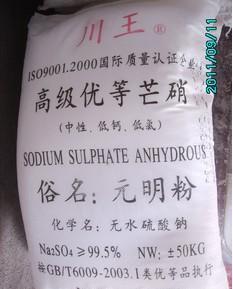 川王®
ISO9001.2000国际质量认证企业
高级优等芒硝
(中性、低钙、低氯)
SODIUM SULPHATE ANHYDROUS
俗名：元明粉
化学名：无水硫酸钠
Na₂SO₄≥99.5% NW: ±50KG
按GB/T6009-2003.1类优等品执行
2011/09/11